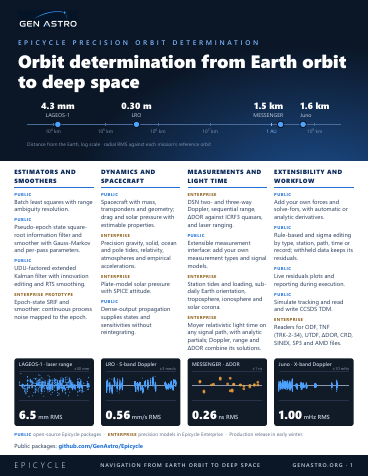 GEN ASTRO
EPICYCLE PRECISION ORBIT DETERMINATION
Orbit determination from Earth orbit
to deep space
4.3 mm
LAGEOS-1
0.30 m
LRO
1.5 km
MESSENGER
1.6 km
Juno
1 AU
Distance from the Earth, log scale · radial RMS against each mission's reference orbit
ESTIMATORS AND
SMOOTHERS
PUBLIC
Batch least squares with range
ambiguity resolution.
PUBLIC
Pseudo-epoch state square-
root information filter and
smoother with Gauss-Markov
and per-pass parameters.
PUBLIC
UDU-factored extended
Kalman filter with innovation
editing and RTS smoothing.
ENTERPRISE PROTOTYPE
Epoch-state SRIF and
smoother: continuous process
noise mapped to the epoch.
DYNAMICS AND
SPACECRAFT
PUBLIC
Spacecraft with mass,
transponders and geometry;
drag and solar pressure with
estimable properties.
ENTERPRISE
Precision gravity, solid, ocean
and pole tides, relativity,
atmospheres and empirical
accelerations.
ENTERPRISE
Plate-model solar pressure
with SPICE attitude.
PUBLIC
Dense-output propagation
supplies states and
sensitivities without
reintegrating.
MEASUREMENTS AND
LIGHT TIME
ENTERPRISE
DSN two- and three-way
Doppler, sequential range,
ΔDOR against ICRF3 quasars,
and laser ranging.
PUBLIC
Extensible measurement
interface: add your own
measurement types and signal
models.
ENTERPRISE
Station tides and loading, sub-
daily Earth orientation,
troposphere, ionosphere and
solar corona.
ENTERPRISE
Moyer relativistic light time on
any signal path, with analytic
partials; Doppler, range and
ΔDOR combine its solutions.
EXTENSIBILITY AND
WORKFLOW
PUBLIC
Add your own forces and
solve-fors, with automatic or
analytic derivatives.
PUBLIC
Rule-based and sigma editing
by type, station, path, time or
record; withheld data keeps its
residuals.
PUBLIC
Live residuals plots and
reporting during execution.
PUBLIC
Simulate tracking and read
and write CCSDS TDM.
ENTERPRISE
Readers for ODF, TNF
(TRK-2-34), UTDF, ΔDOR, CRD,
SINEX, SP3 and AMD files.
LAGEOS-1 · laser range
6.5 mm RMS
LRO · S-band Doppler
0.56 mm/s RMS
MESSENGER · ΔDOR
0.26 ns RMS
Juno · X-band Doppler
1.00 mHz RMS
PUBLIC open-source Epicycle packages · ENTERPRISE precision models in Epicycle Enterprise · Production release in early winter.
Public packages: github.com/GenAstro/Epicycle
EPICYCLE
NAVIGATION FROM EARTH ORBIT TO DEEP SPACE
GENASTRO.ORG · 1